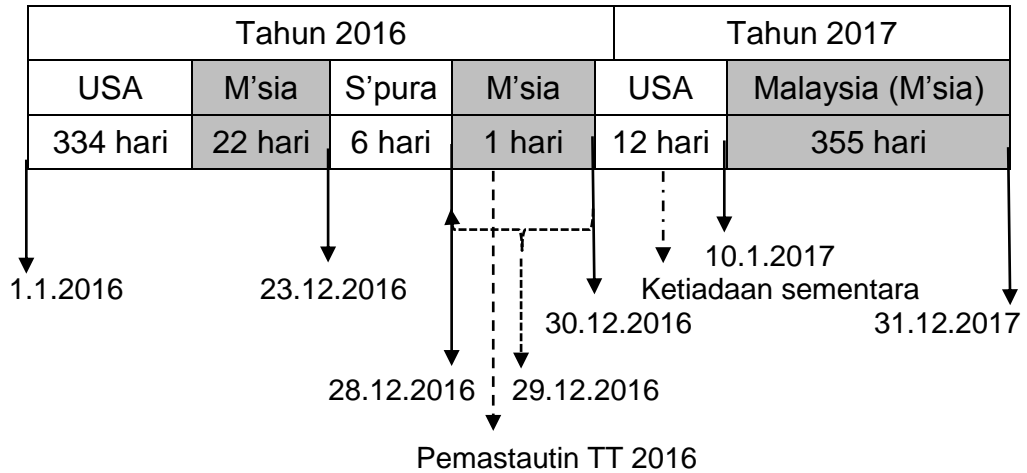 Tahun 2016 Tahun 2017
USA M’sia S’pura M’sia USA Malaysia (M’sia)
334 hari 22 hari 6 hari 1 hari 12 hari 355 hari
10.1.2017
1.1.2016 23.12.2016 Ketiadaan sementara
30.12.2016 31.12.2017
28.12.2016 29.12.2016
Pemastautin TT 2016